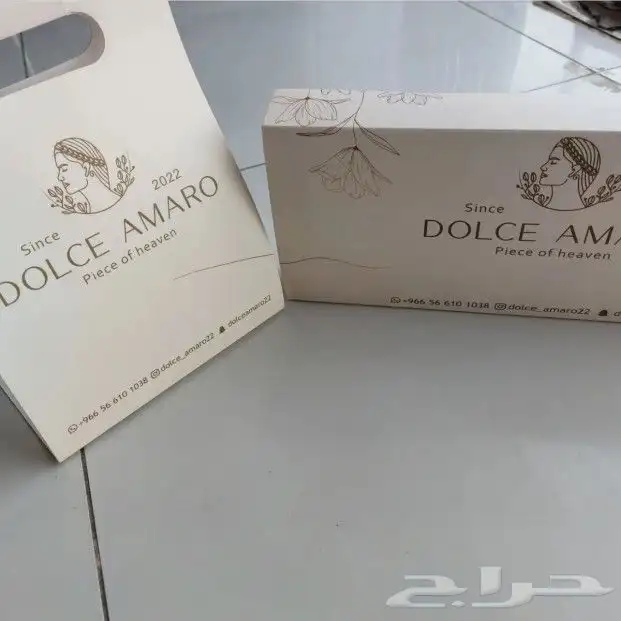 Since 2022
DOLCE AMARO
Piece of heaven
+966 56 610 1038 dolce_amaro22 dolceamaro22
Since
DOLCE AMA
Piece of heaven
+966 56 610 1038 dolce_amaro22 d
حراج